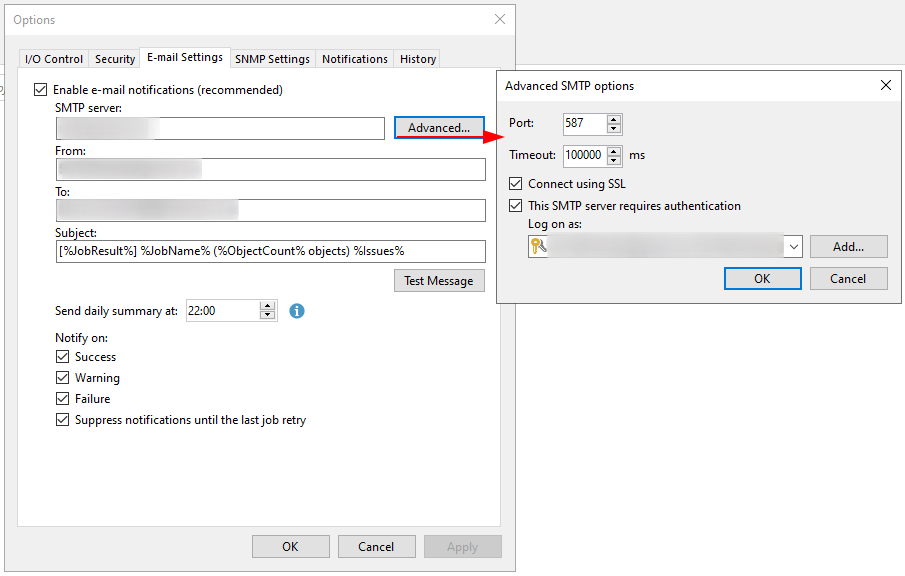 Options
I/O Control Security E-mail Settings SNMP Settings Notifications History
Enable e-mail notifications (recommended)
SMTP server:
Advanced...
From:
To:
Subject:
[%JobResult%] %JobName% (%ObjectCount% objects) %Issues%
Test Message
Send daily summary at: 22:00
Notify on:
Success
Warning
Failure
Suppress notifications until the last job retry
OK Cancel Apply
Advanced SMTP options
Port: 587
Timeout: 100000 ms
Connect using SSL
This SMTP server requires authentication
Log on as:
Add...
OK Cancel